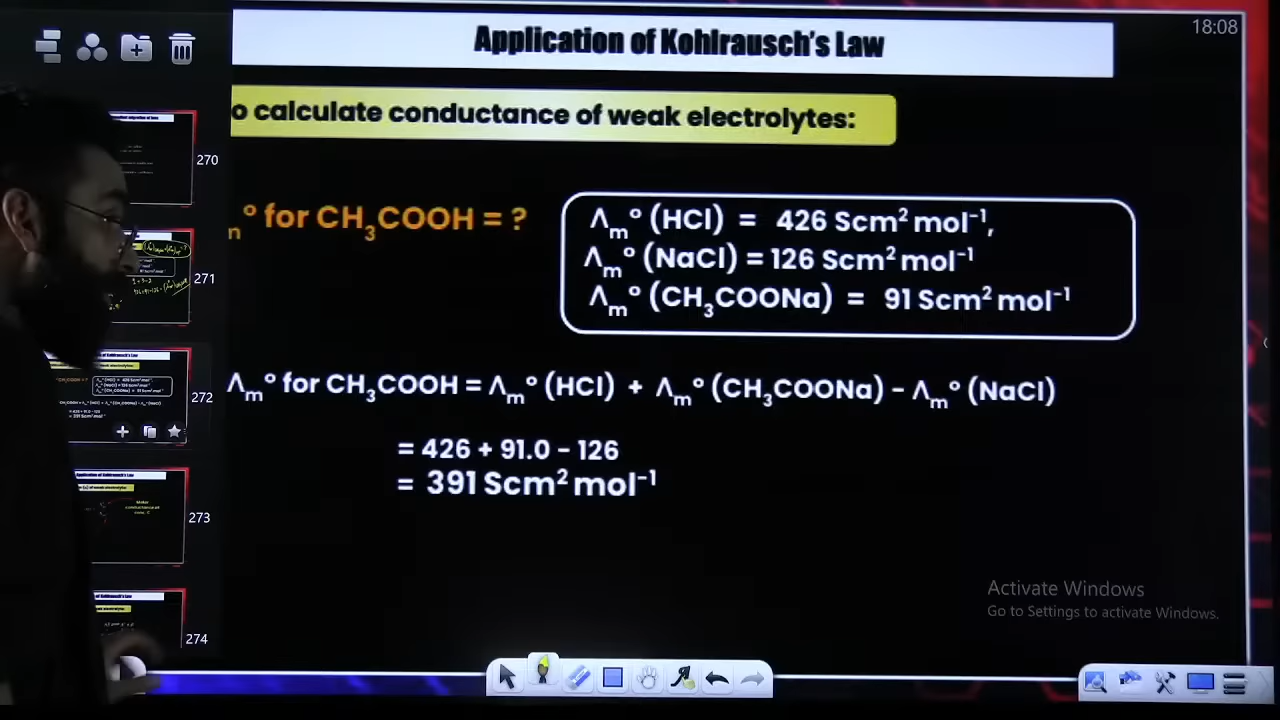 18:08
Application of Kohlrausch's Law
o calculate conductance of weak electrolytes:
270
m° for CH₃COOH = ?
Λm° (HCl) = 426 Scm² mol⁻¹,
Λm° (NaCl) = 126 Scm² mol⁻¹
Λm° (CH₃COONa) = 91 Scm² mol⁻¹
271
Λm° for CH₃COOH = Λm° (HCl) + Λm° (CH₃COONa) – Λm° (NaCl)
272
= 426 + 91.0 – 126
= 391 Scm² mol⁻¹
273
274
Activate Windows
Go to Settings to activate Windows.